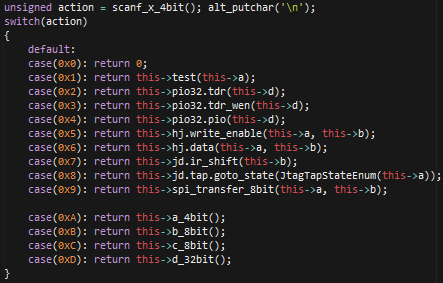 unsigned action = scanf_x_4bit(); alt_putchar('\n');
switch(action)
{
default:
case(0x0): return 0;
case(0x1): return this->test(this->a);
case(0x2): return this->pio32.tdr(this->d);
case(0x3): return this->pio32.tdr_wen(this->d);
case(0x4): return this->pio32.pio(this->d);
case(0x5): return this->hj.write_enable(this->a, this->b);
case(0x6): return this->hj.data(this->a, this->b);
case(0x7): return this->jd.ir_shift(this->b);
case(0x8): return this->jd.tap.goto_state(JtagTapStateEnum(this->a));
case(0x9): return this->spi_transfer_8bit(this->a, this->b);
case(0xA): return this->a_4bit();
case(0xB): return this->b_8bit();
case(0xC): return this->c_8bit();
case(0xD): return this->d_32bit();
}